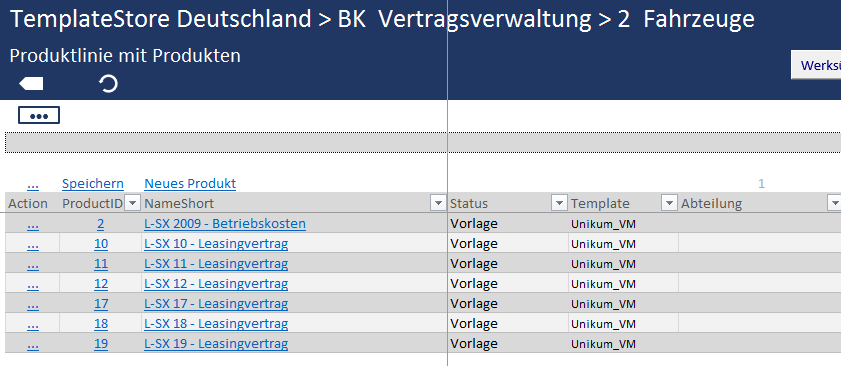 TemplateStore Deutschland > BK  Vertragsverwaltung > 2  Fahrzeuge
Produktlinie mit Produkten
... Speichern Neues Produkt 1
Action ProductID NameShort Status Template Abteilung
... 2 L-SX 2009 - Betriebskosten Vorlage Unikum_VM
... 10 L-SX 10 - Leasingvertrag Vorlage Unikum_VM
... 11 L-SX 11 - Leasingvertrag Vorlage Unikum_VM
... 12 L-SX 12 - Leasingvertrag Vorlage Unikum_VM
... 17 L-SX 17 - Leasingvertrag Vorlage Unikum_VM
... 18 L-SX 18 - Leasingvertrag Vorlage Unikum_VM
... 19 L-SX 19 - Leasingvertrag Vorlage Unikum_VM